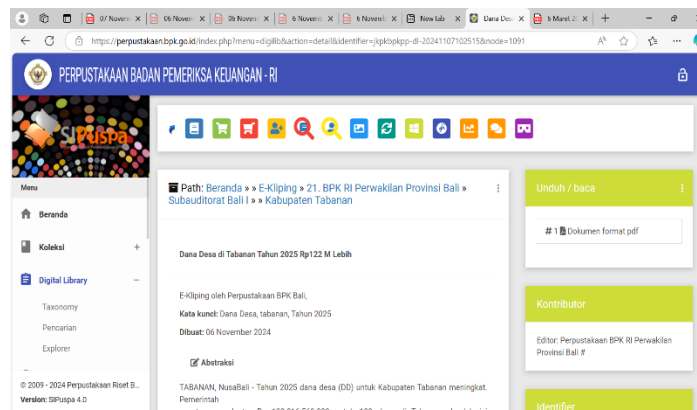 07 Novem
06 Novem
05 Novem
6 Novemb
6 Novemb
New tab
Dana Des
6 Maret 2
https://perpustakaan.bpk.go.id/index.php?menu=digilib&action=detail&identifier=jkpkbpkpp-dl-20241107102515&node=1091
PERPUSTAKAAN BADAN PEMERIKSA KEUANGAN - RI
SIPuspa
Menu
Beranda
Koleksi +
Digital Library −
Taxonomy
Pencarian
Explorer
© 2009 - 2024 Perpustakaan Riset B...
Version: SIPuspa 4.0
Path: Beranda » » E-Kliping » 21. BPK RI Perwakilan Provinsi Bali »
Subauditorat Bali I » » Kabupaten Tabanan
Dana Desa di Tabanan Tahun 2025 Rp122 M Lebih
E-Kliping oleh Perpustakaan BPK Bali,
Kata kunci: Dana Desa, tabanan, Tahun 2025
Dibuat: 06 November 2024
Abstraksi
TABANAN, NusaBali - Tahun 2025 dana desa (DD) untuk Kabupaten Tabanan meningkat.
Pemerintah
Unduh / baca
# 1 Dokumen format pdf
Kontributor
Editor: Perpustakaan BPK RI Perwakilan
Provinsi Bali #
Identifier